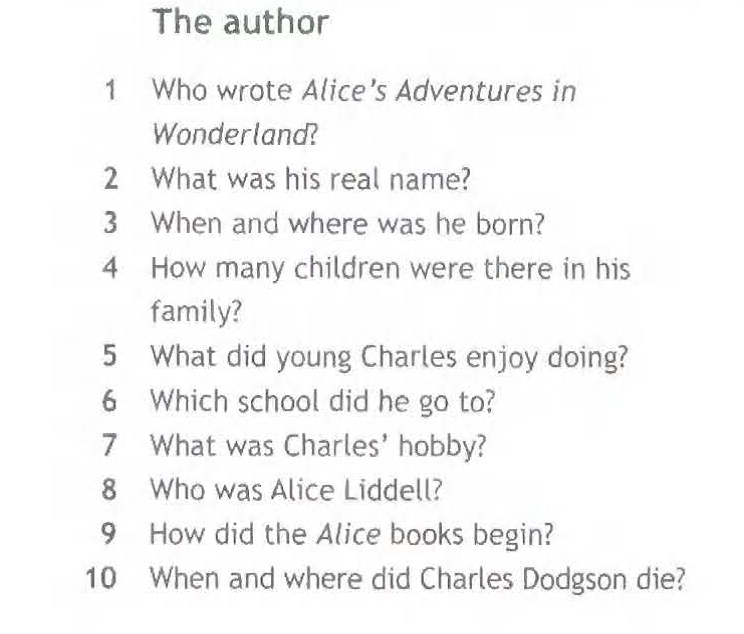 The author
1 Who wrote Alice's Adventures in
Wonderland?
2 What was his real name?
3 When and where was he born?
4 How many children were there in his
family?
5 What did young Charles enjoy doing?
6 Which school did he go to?
7 What was Charles' hobby?
8 Who was Alice Liddell?
9 How did the Alice books begin?
10 When and where did Charles Dodgson die?